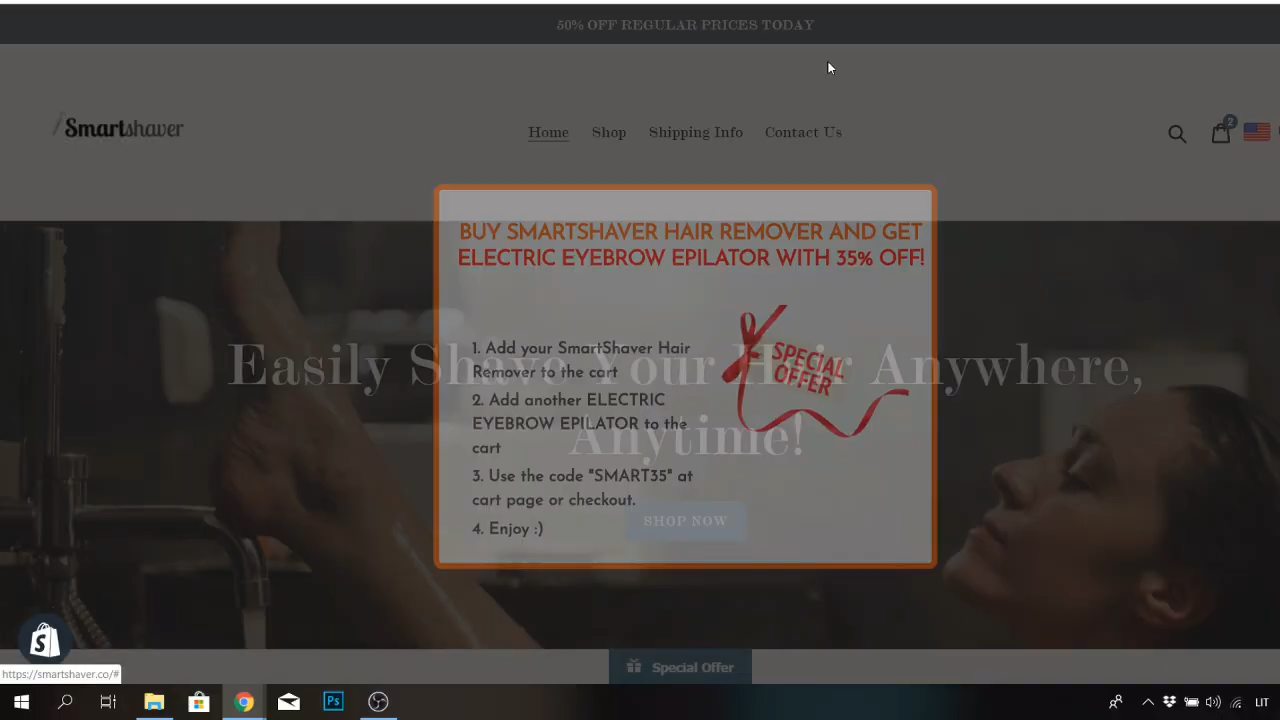 50% OFF REGULAR PRICES TODAY
/Smartshaver
Home Shop Shipping Info Contact Us
2
BUY SMARTSHAVER HAIR REMOVER AND GET
ELECTRIC EYEBROW EPILATOR WITH 35% OFF!
1. Add your SmartShaver Hair
Remover to the cart
2. Add another ELECTRIC
EYEBROW EPILATOR to the
cart
3. Use the code "SMART35" at
cart page or checkout.
4. Enjoy :)
SPECIAL
OFFER
Easily Shave Your Hair Anywhere,
Anytime!
SHOP NOW
S
https://smartshaver.co/#
Special Offer
Ps
LIT